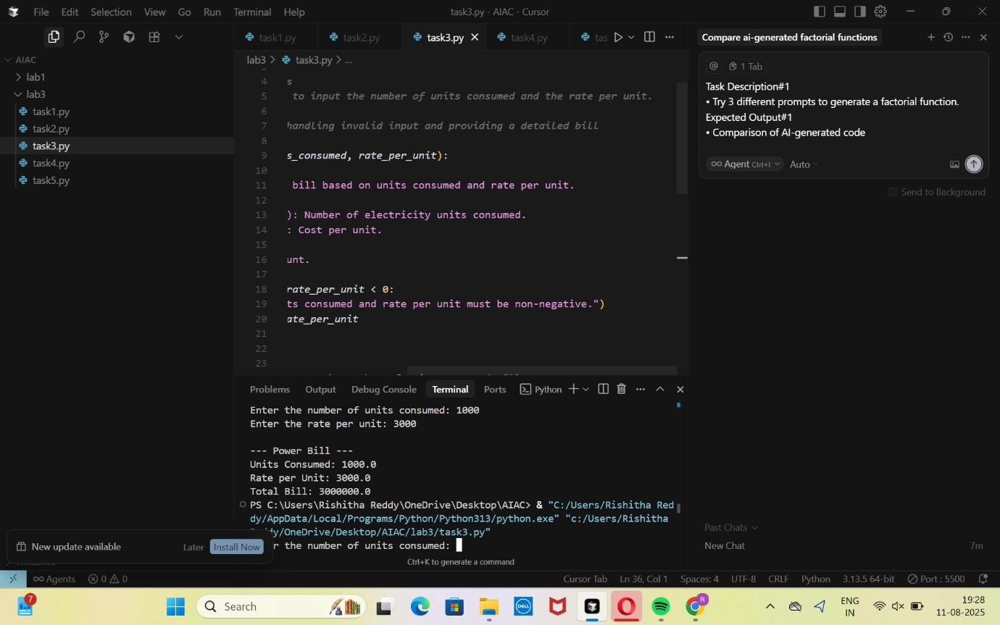 File Edit Selection View Go Run Terminal Help
task3.py - AIAC - Cursor
task1.py task2.py task3.py task4.py tas
lab3 > task3.py > ...
AIAC
lab1
lab3
task1.py
task2.py
task3.py
task4.py
task5.py
4 s
5 to input the number of units consumed and the rate per unit.
6
7 handling invalid input and providing a detailed bill
8
9 s_consumed, rate_per_unit):
10
11 bill based on units consumed and rate per unit.
12
13 ): Number of electricity units consumed.
14 : Cost per unit.
15
16 unt.
17
18 rate_per_unit < 0:
19 ts consumed and rate per unit must be non-negative.")
20 ate_per_unit
21
22
23
Problems Output Debug Console Terminal Ports Python
Enter the number of units consumed: 1000
Enter the rate per unit: 3000
--- Power Bill ---
Units Consumed: 1000.0
Rate per Unit: 3000.0
Total Bill: 3000000.0
PS C:\Users\Rishitha Reddy\OneDrive\Desktop\AIAC> & "C:/Users/Rishitha Red
dy/AppData/Local/Programs/Python/Python313/python.exe" "c:/Users/Rishitha
dy/OneDrive/Desktop/AIAC/lab3/task3.py"
r the number of units consumed:
Ctrl+K to generate a command
New update available Later Install Now
Compare ai-generated factorial functions
@ 1 Tab
Task Description#1
• Try 3 different prompts to generate a factorial function.
Expected Output#1
• Comparison of AI-generated code
Agent Ctrl+I Auto
Send to Background
Past Chats
New Chat 7m
Agents 0 0 Cursor Tab Ln 36, Col 1 Spaces: 4 UTF-8 CRLF Python 3.13.5 64-bit Port : 5500
7 Search DELL R ENG 19:28
IN 11-08-2025